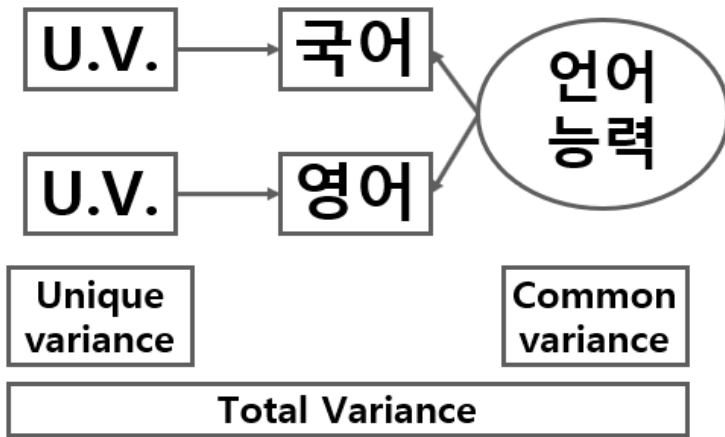 U.V.
국어
언어
능력
U.V.
영어
Unique
variance
Common
variance
Total Variance